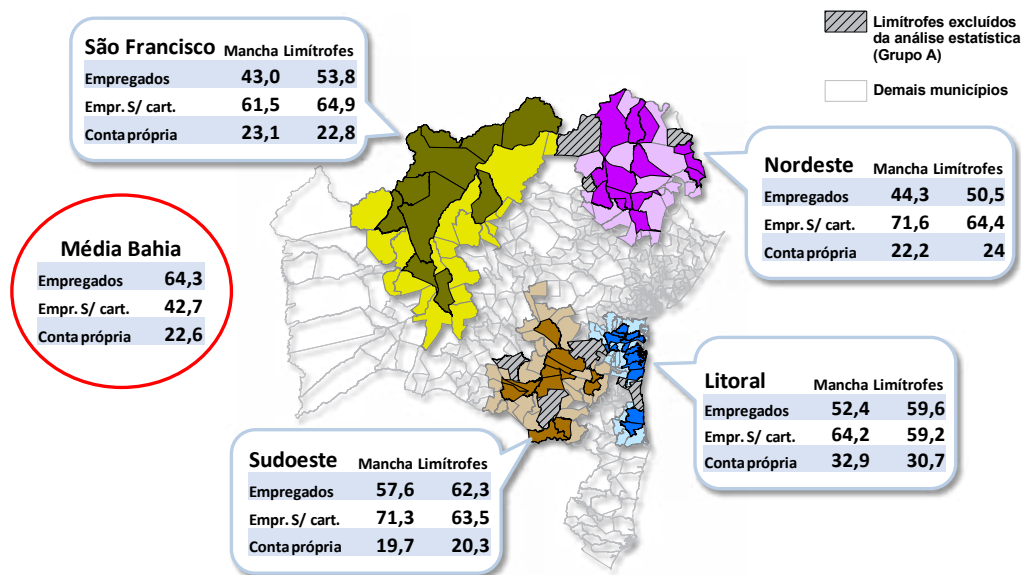 Limítrofes excluídos
da análise estatística
(Grupo A)
Demais municípios
São Francisco Mancha Limítrofes
Empregados 43,0 53,8
Empr. S/ cart. 61,5 64,9
Conta própria 23,1 22,8
Nordeste Mancha Limítrofes
Empregados 44,3 50,5
Empr. S/ cart. 71,6 64,4
Conta própria 22,2 24
Média Bahia
Empregados 64,3
Empr. S/ cart. 42,7
Conta própria 22,6
Litoral Mancha Limítrofes
Empregados 52,4 59,6
Empr. S/ cart. 64,2 59,2
Conta própria 32,9 30,7
Sudoeste Mancha Limítrofes
Empregados 57,6 62,3
Empr. S/ cart. 71,3 63,5
Conta própria 19,7 20,3